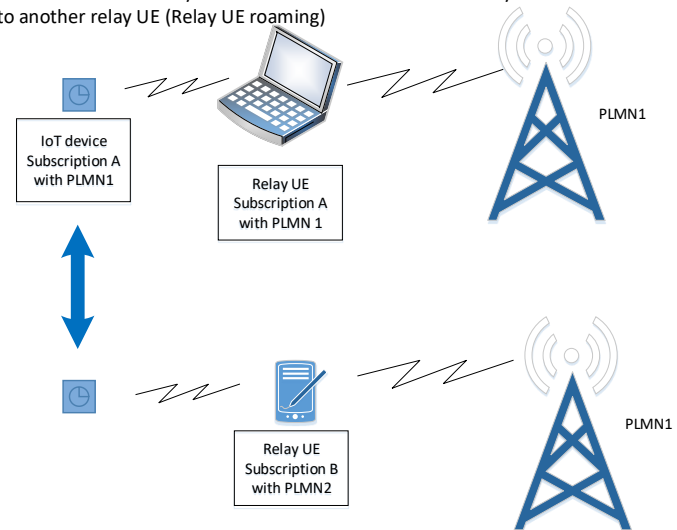 to another relay UE (Relay UE roaming)
PLMN1
IoT device
Subscription A
with PLMN1
Relay UE
Subscription A
with PLMN 1
PLMN1
Relay UE
Subscription B
with PLMN2